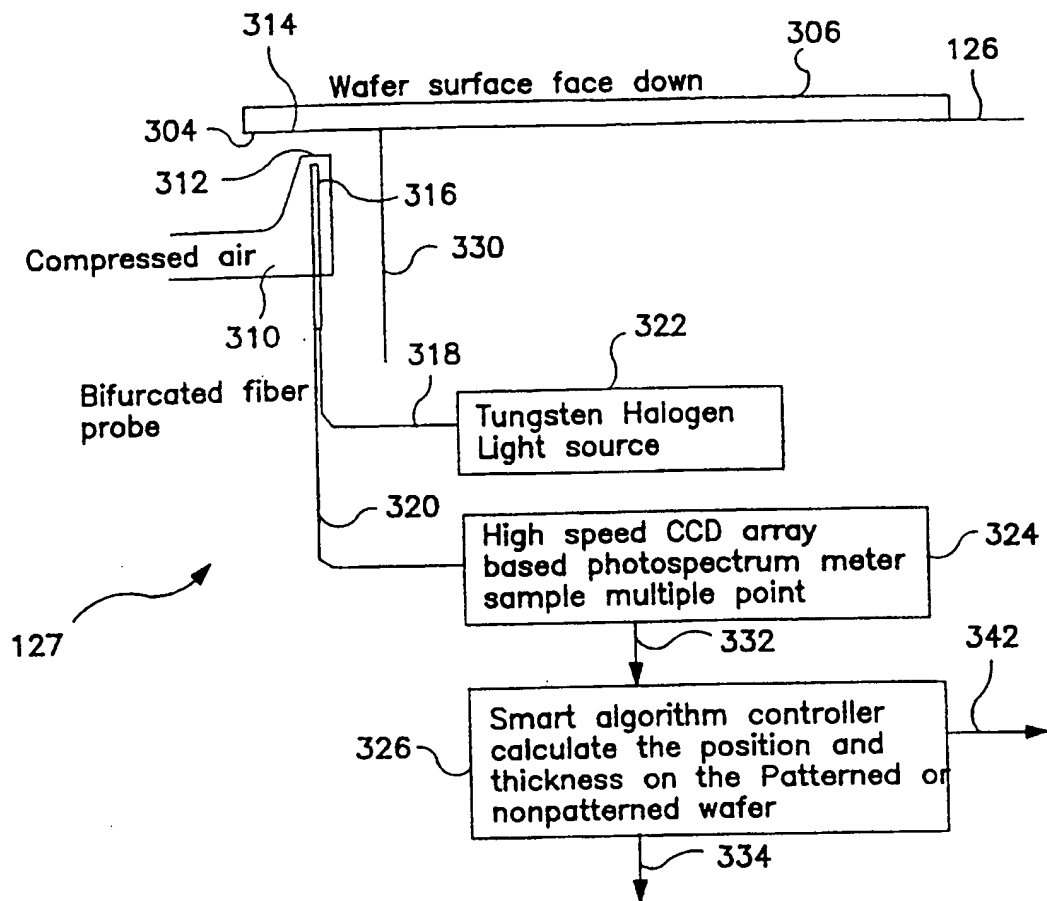 314
306
126
Wafer surface face down
304
312
316
Compressed air
330
310
322
318
Bifurcated fiber
probe
Tungsten Halogen
Light source
320
High speed CCD array
based photospectrum meter
sample multiple point
324
127
332
342
326
Smart algorithm controller
calculate the position and
thickness on the Patterned or
nonpatterned wafer
334